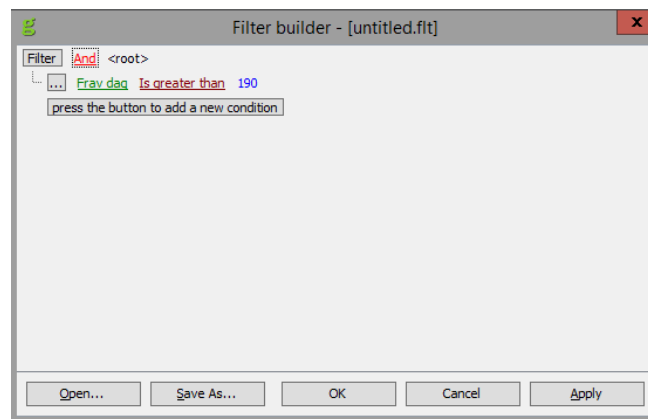 g Filter builder - [untitled.flt] x
Filter And <root>
... Frav dag Is greater than 190
press the button to add a new condition
Open... Save As... OK Cancel Apply